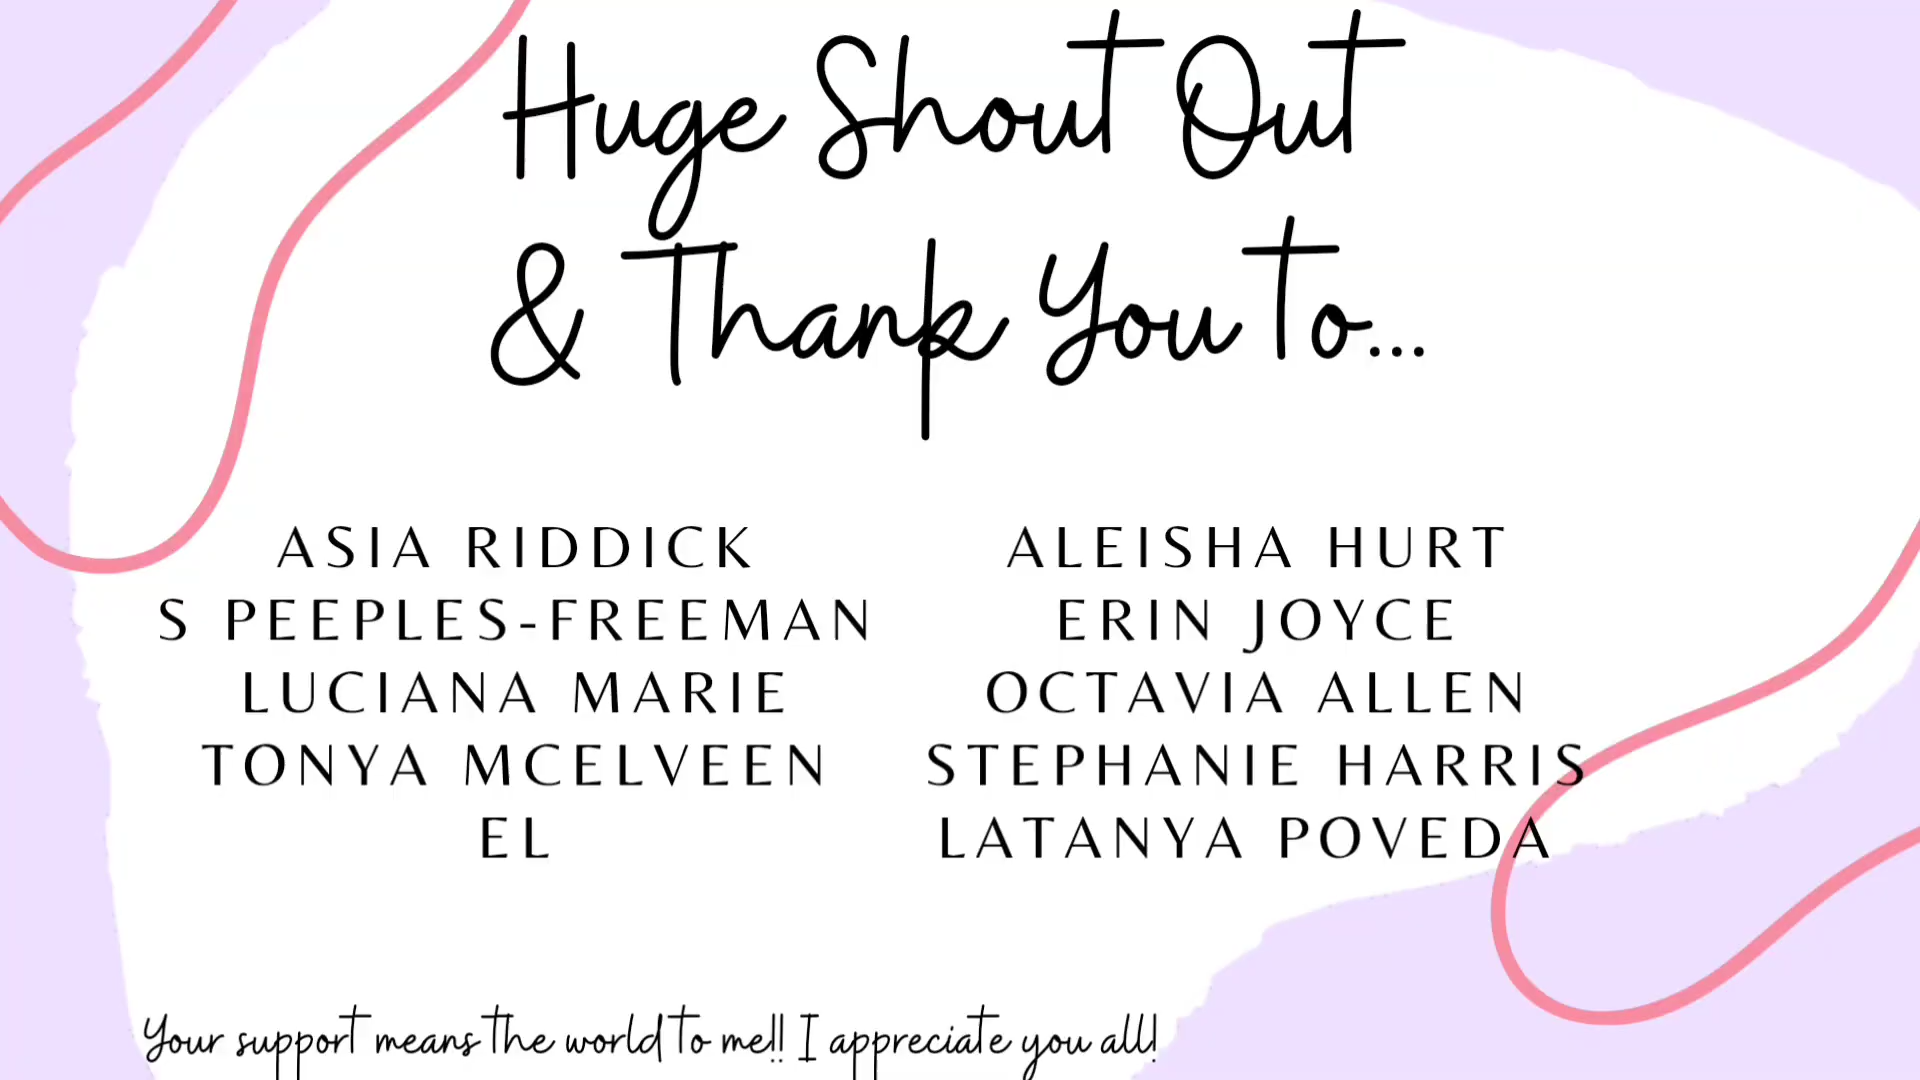 Huge Shout Out
& Thank You to...
ASIA RIDDICK
S PEEPLES-FREEMAN
LUCIANA MARIE
TONYA MCELVEEN
EL
ALEISHA HURT
ERIN JOYCE
OCTAVIA ALLEN
STEPHANIE HARRIS
LATANYA POVEDA
Your support means the world to me!! I appreciate you all!